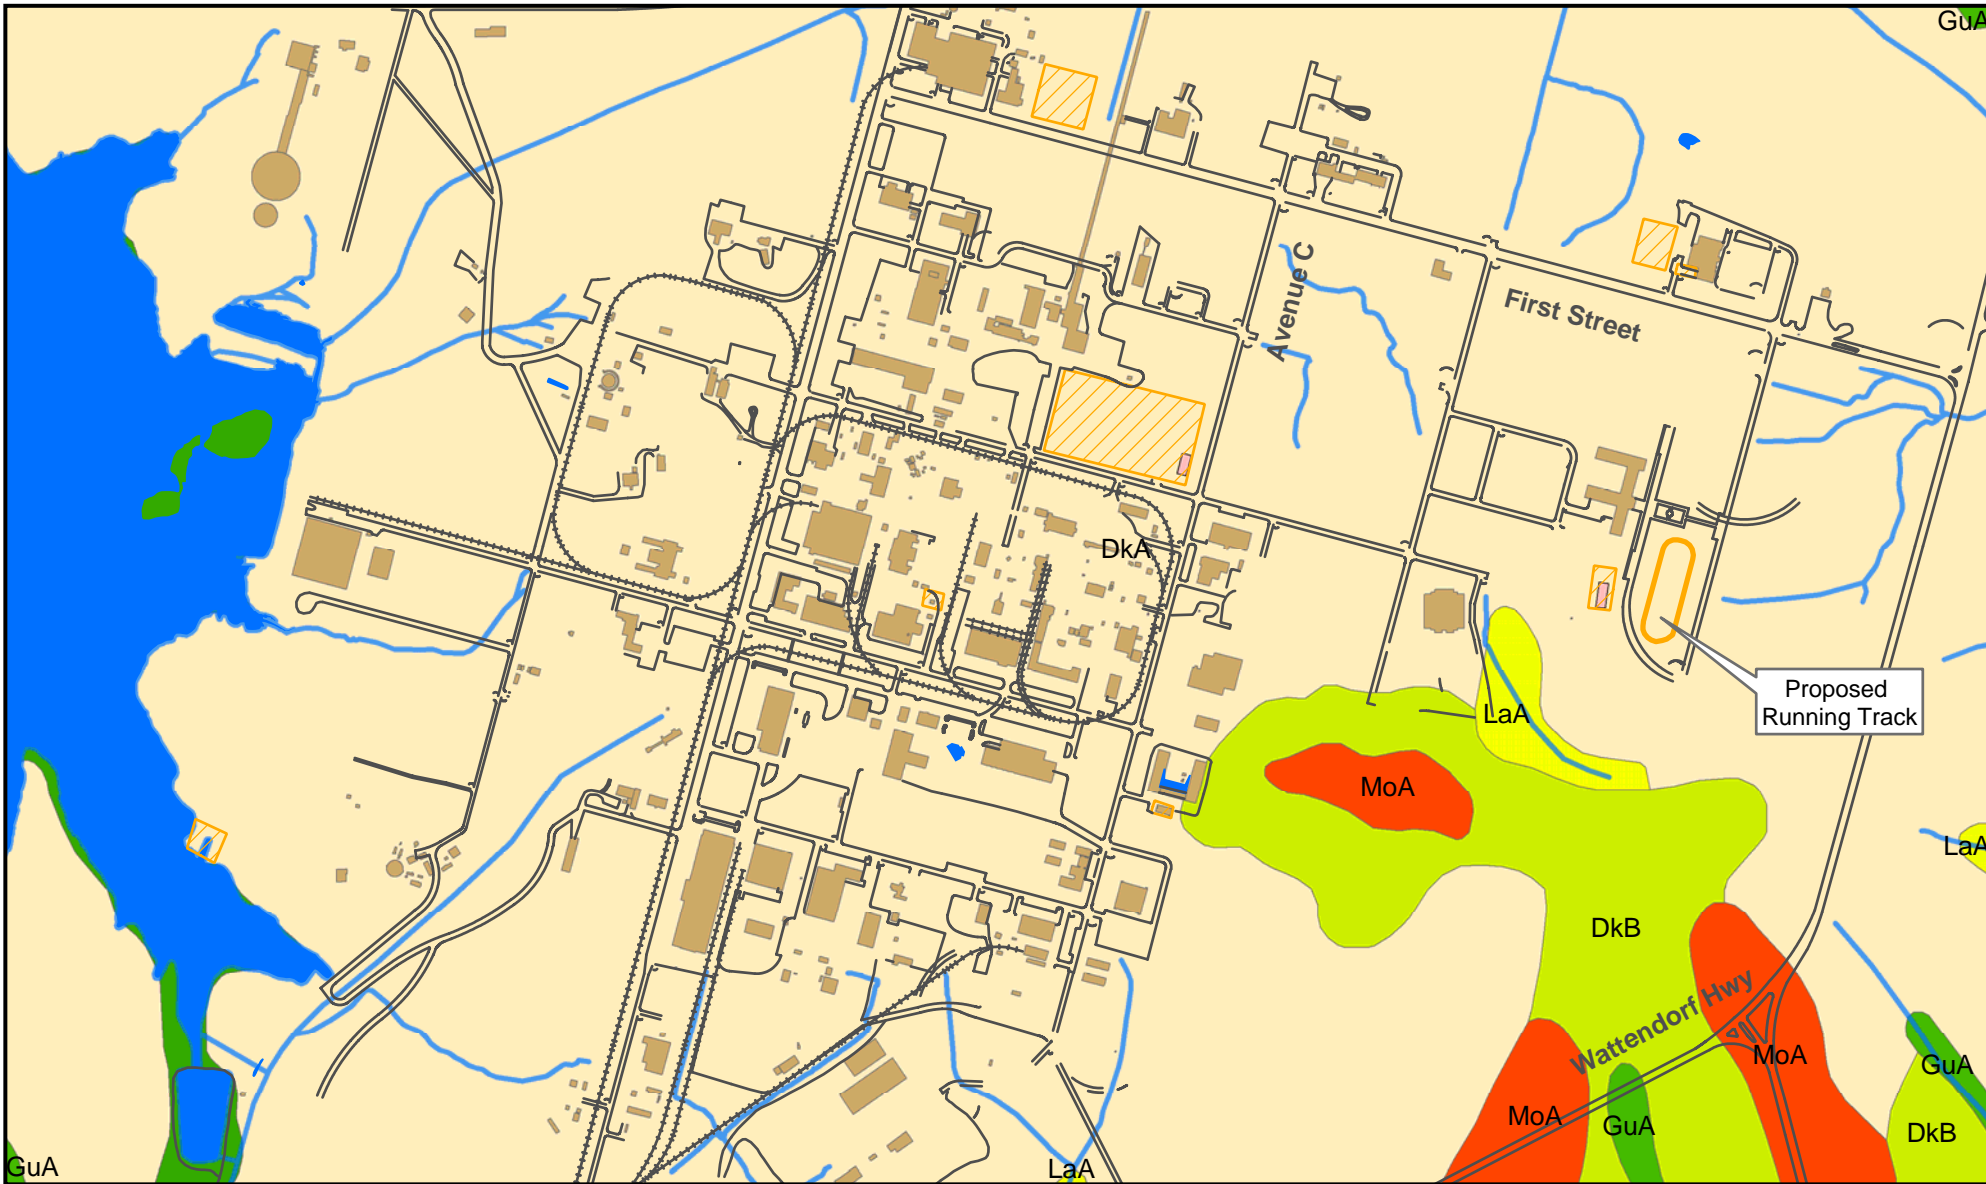 GuA
Avenue C
First Street
DkA
Proposed
Running Track
LaA
MoA
LaA
DkB
Wattendorf Hwy
MoA
GuA
MoA
GuA
DkB
GuA
LaA